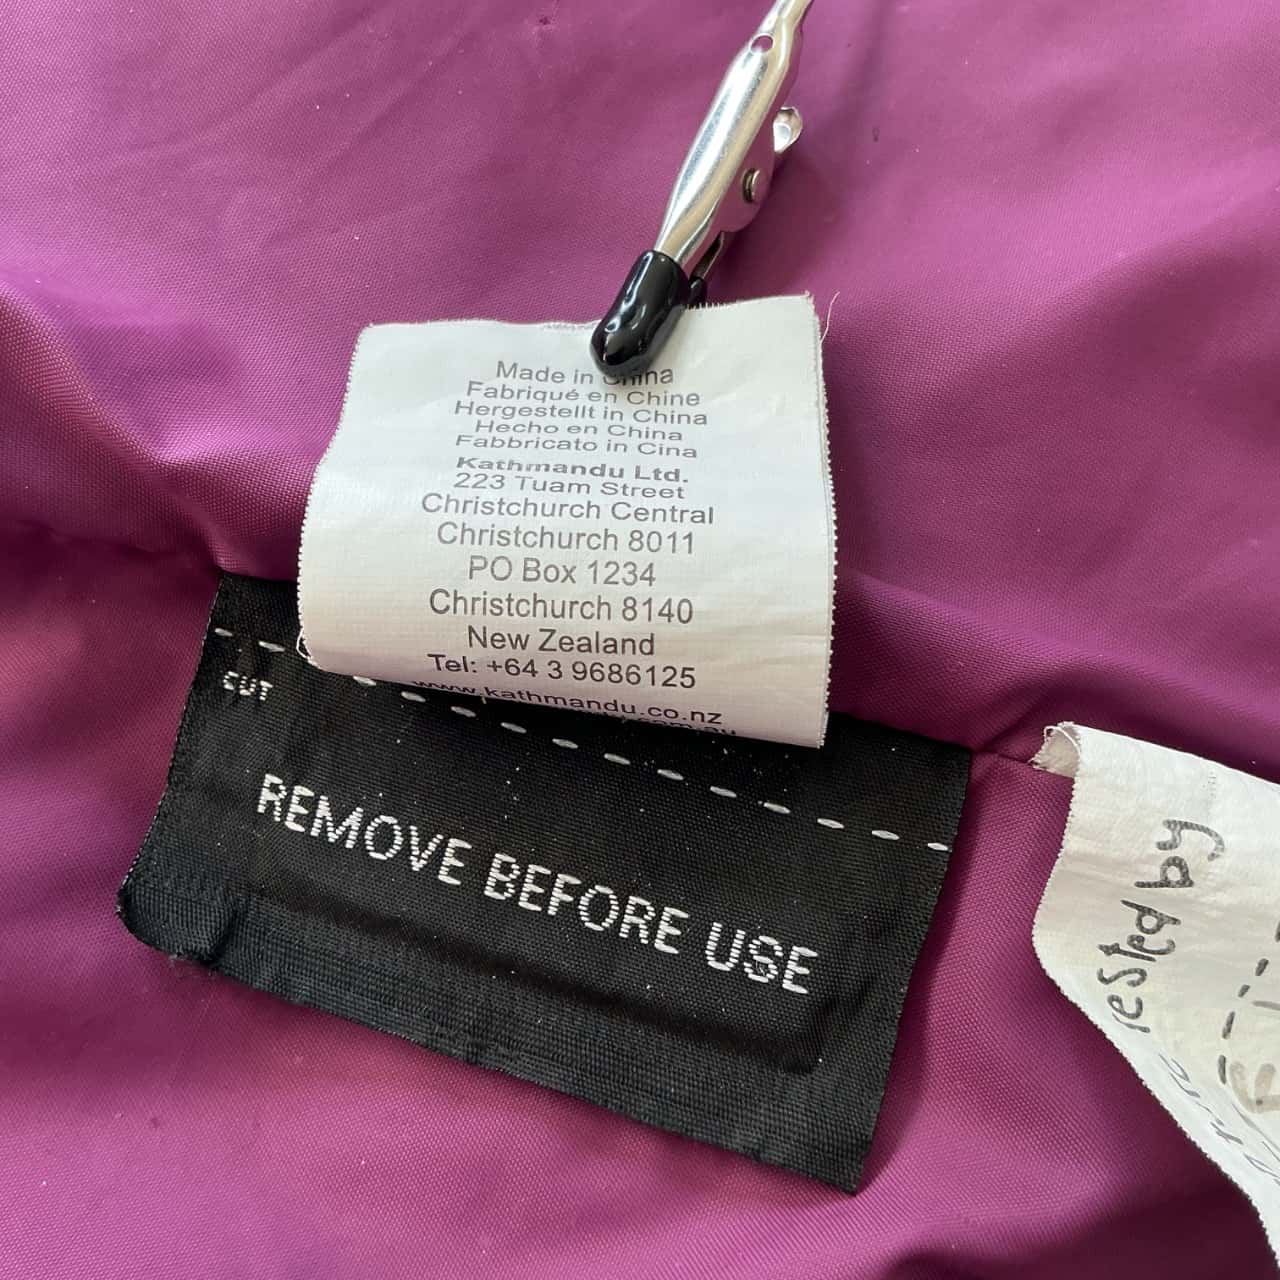 Made in China
Fabriqué en Chine
Hergestellt in China
Hecho en China
Fabbricato in Cina
Kathmandu Ltd.
223 Tuam Street
Christchurch Central
Christchurch 8011
PO Box 1234
Christchurch 8140
New Zealand
Tel: +64 3 9686125
www.kathmandu.co.nz
CUT
REMOVE BEFORE USE
rested by